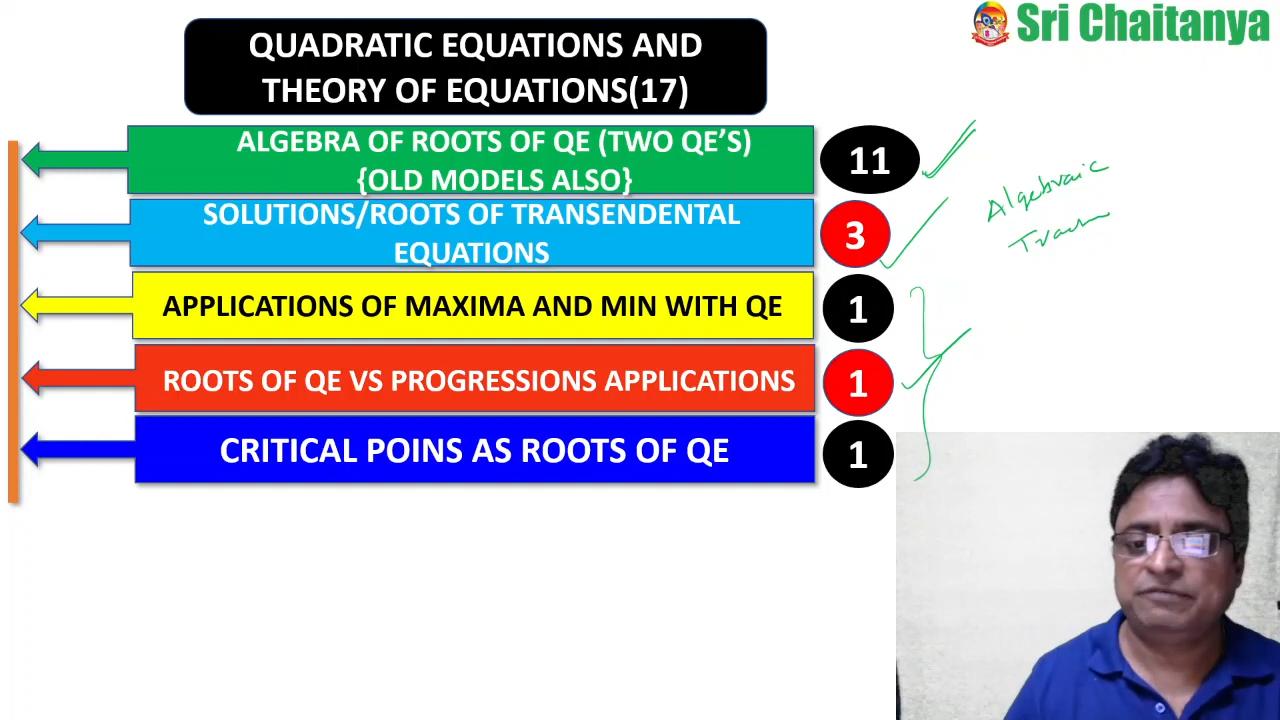 Sri Chaitanya
QUADRATIC EQUATIONS AND
THEORY OF EQUATIONS(17)
ALGEBRA OF ROOTS OF QE (TWO QE'S)
{OLD MODELS ALSO}
11
SOLUTIONS/ROOTS OF TRANSENDENTAL
EQUATIONS
3
APPLICATIONS OF MAXIMA AND MIN WITH QE
1
ROOTS OF QE VS PROGRESSIONS APPLICATIONS
1
CRITICAL POINS AS ROOTS OF QE
1
Algebraic